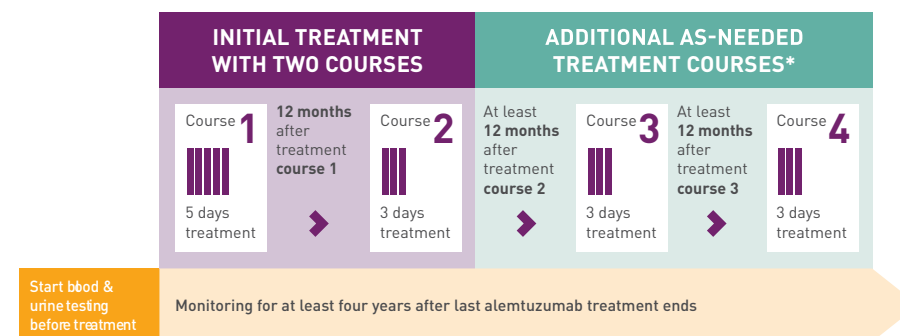 INITIAL TREATMENT
WITH TWO COURSES
ADDITIONAL AS-NEEDED
TREATMENT COURSES*
Course 1
5 days
treatment
12 months
after
treatment
course 1
Course 2
3 days
treatment
At least
12 months
after
treatment
course 2
Course 3
3 days
treatment
At least
12 months
after
treatment
course 3
Course 4
3 days
treatment
Start blood &
urine testing
before treatment
Monitoring for at least four years after last alemtuzumab treatment ends